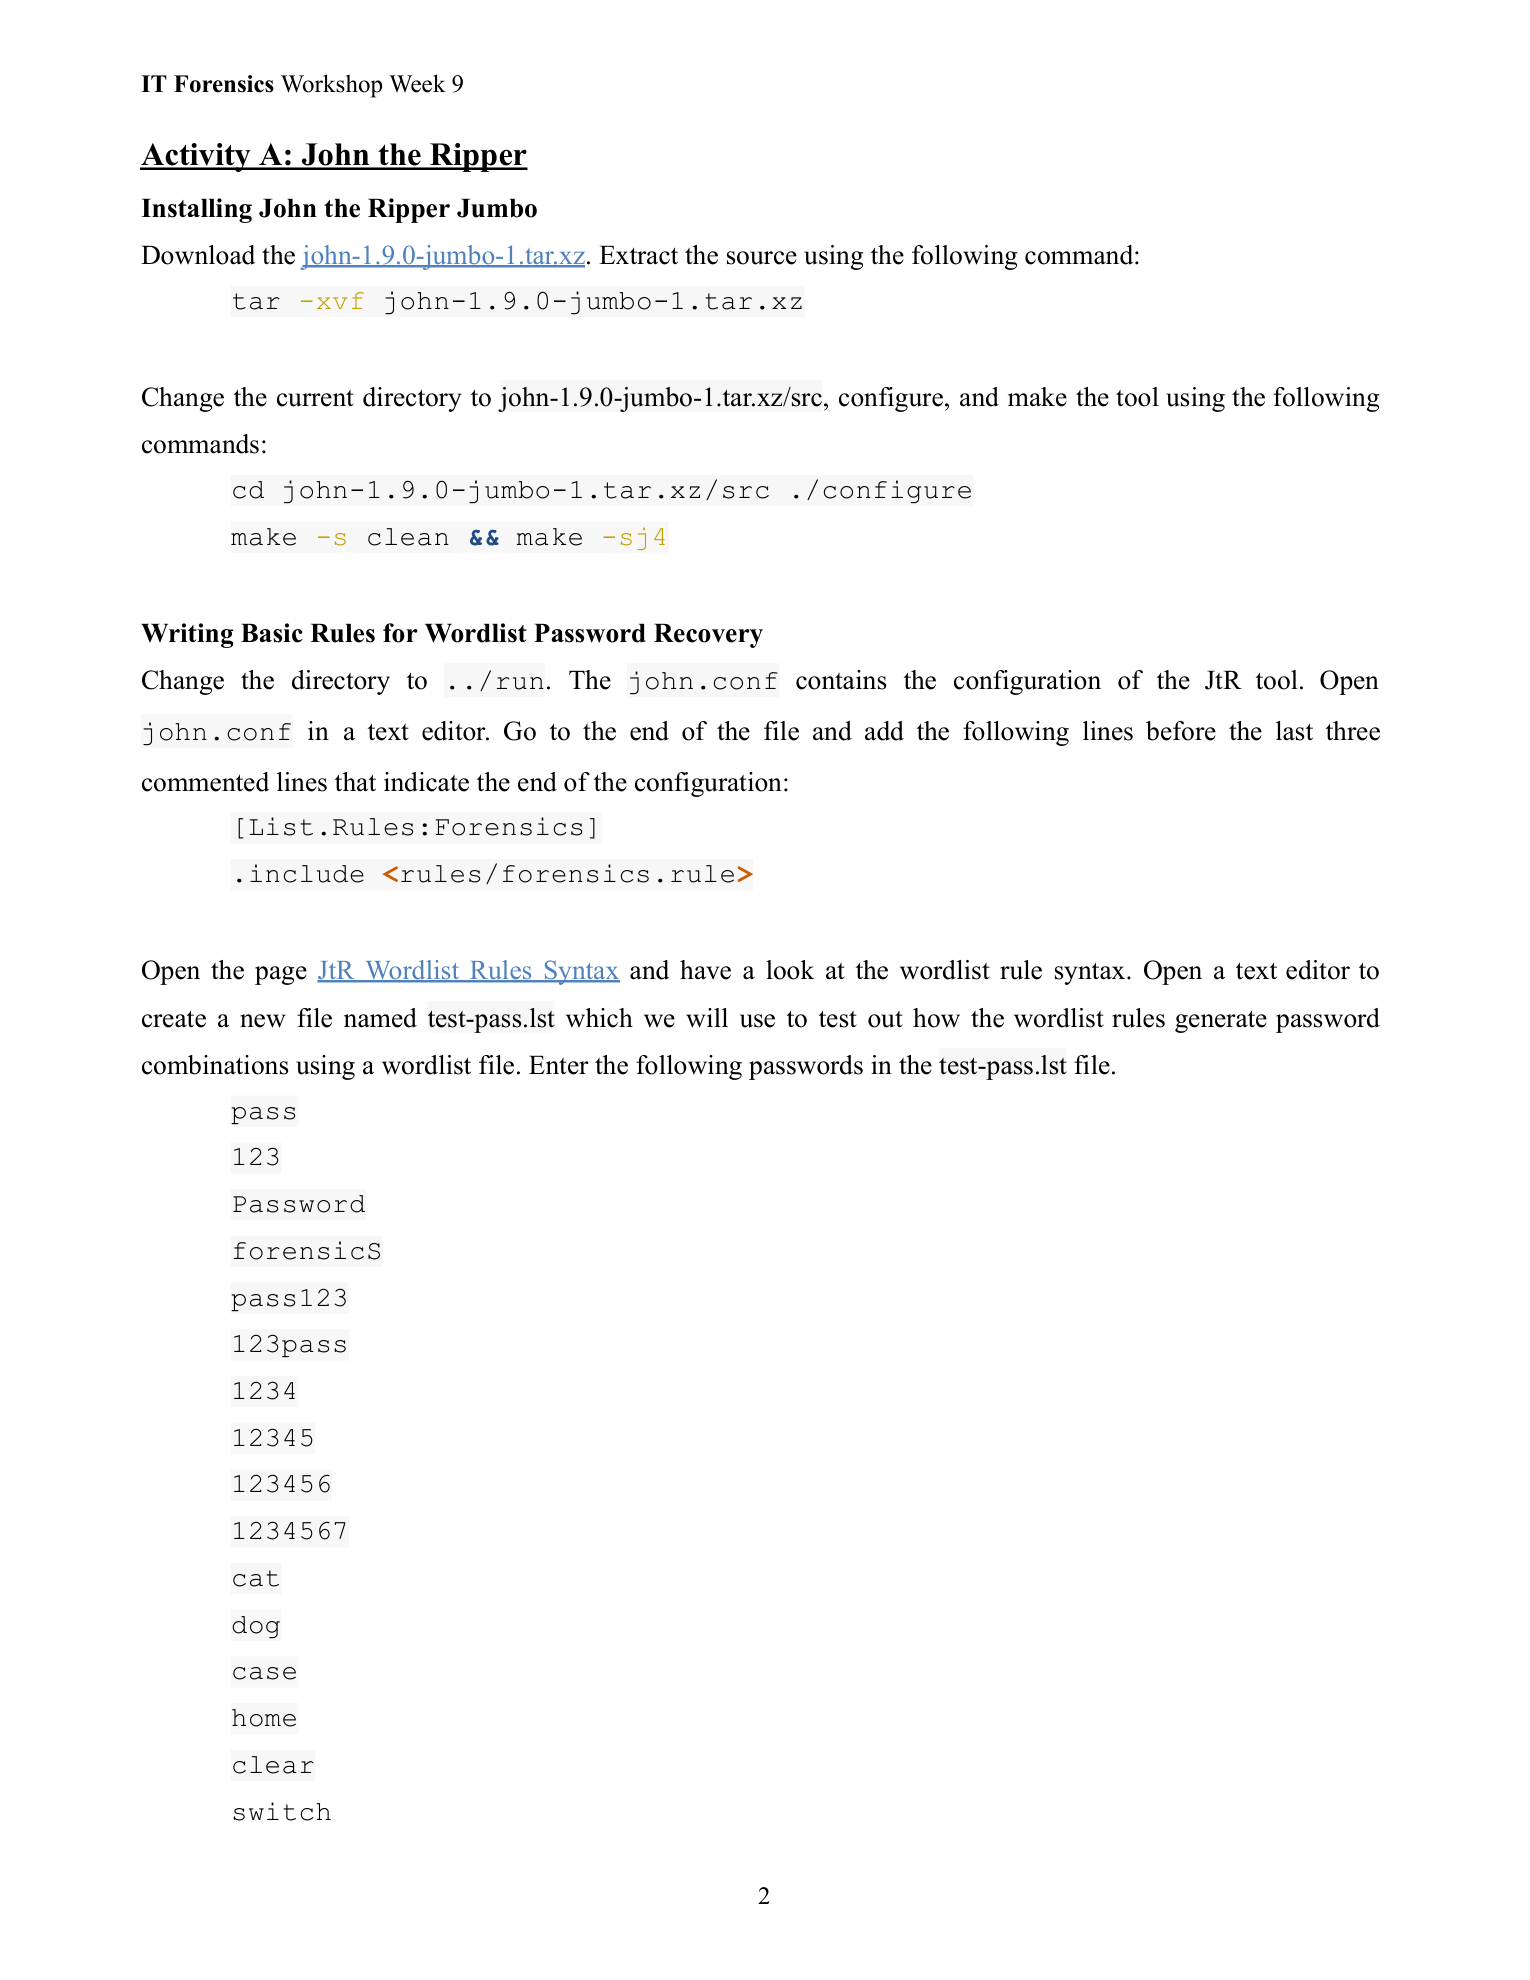 IT Forensics Workshop Week 9
Activity A: John the Ripper
Installing John the Ripper Jumbo
Download the john-1.9.0-jumbo-1.tar.xz. Extract the source using the following command:
tar -xvf john-1.9.0-jumbo-1.tar.xz
Change the current directory to john-1.9.0-jumbo-1.tar.xz/src, configure, and make the tool using the following
commands:
cd john-1.9.0-jumbo-1.tar.xz/src ./configure
make -s clean && make -sj4
Writing Basic Rules for Wordlist Password Recovery
Change the directory to ../run. The john.conf contains the configuration of the JtR tool. Open
john.conf in a text editor. Go to the end of the file and add the following lines before the last three
commented lines that indicate the end of the configuration:
[List.Rules:Forensics]
.include <rules/forensics.rule>
Open the page JtR Wordlist Rules Syntax and have a look at the wordlist rule syntax. Open a text editor to
create a new file named test-pass.lst which we will use to test out how the wordlist rules generate password
combinations using a wordlist file. Enter the following passwords in the test-pass.lst file.
pass
123
Password
forensicS
pass123
123pass
1234
12345
123456
1234567
cat
dog
case
home
clear
switch
2